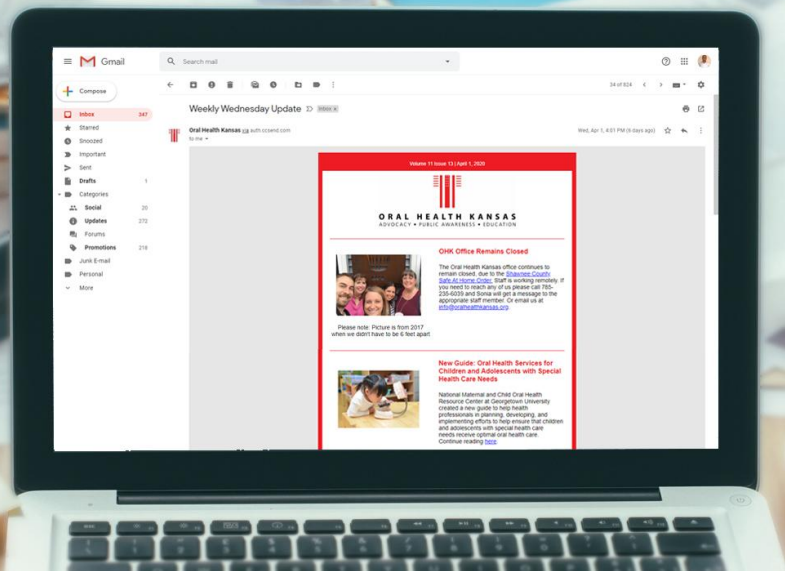 Gmail
Search mail
Compose
34 of 824
Inbox 347
Weekly Wednesday Update
Inbox x
Starred
Snoozed
Oral Health Kansas via auth.ccsend.com
Wed, Apr 1, 4:01 PM (6 days ago)
to me
Important
Sent
Drafts 1
Categories
Social 20
Updates 273
Forums
Promotions 218
Junk E-mail
Personal
More
Volume 11 Issue 13 | April 1, 2020
ORAL HEALTH KANSAS
ADVOCACY • PUBLIC AWARENESS • EDUCATION
OHK Office Remains Closed
The Oral Health Kansas office continues to
remain closed, due to the Shawnee County
Safe At Home Order. Staff is working remotely. If
you need to reach any of us please call 785-
235-6039 and Sonia will get a message to the
appropriate staff member. Or email us at
info@oralhealthkansas.org.
Please note: Picture is from 2017
when we didn't have to be 6 feet apart
New Guide: Oral Health Services for
Children and Adolescents with Special
Health Care Needs
National Maternal and Child Oral Health
Resource Center at Georgetown University
created a new guide to help health
professionals in planning, developing, and
implementing efforts to help ensure that children
and adolescents with special health care
needs receive optimal oral health care.
Continue reading here.